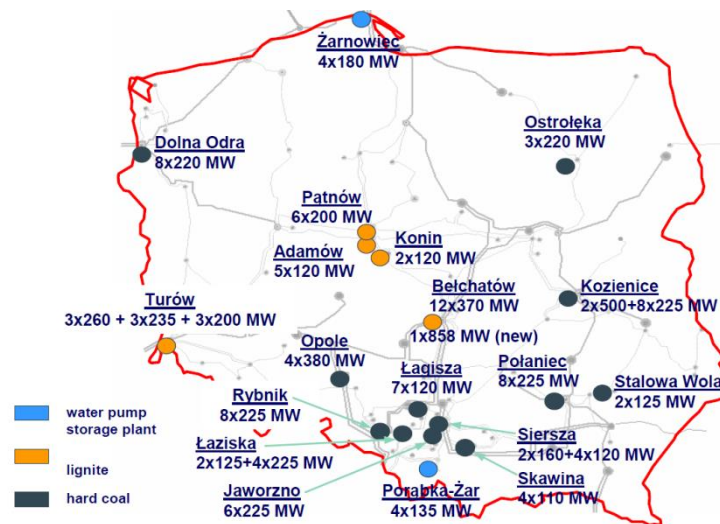 Żarnowiec
4x180 MW
Dolna Odra
8x220 MW
Ostrołęka
3x220 MW
Patnów
6x200 MW
Adamów
5x120 MW
Konin
2x120 MW
Turów
3x260 + 3x235 + 3x200 MW
Bełchatów
12x370 MW
1x858 MW (new)
Kozienice
2x500+8x225 MW
Opole
4x380 MW
Łagisza
7x120 MW
Połaniec
8x225 MW
Stalowa Wola
2x125 MW
Rybnik
8x225 MW
Łaziska
2x125+4x225 MW
Siersza
2x160+4x120 MW
Jaworzno
6x225 MW
Porąbka-Żar
4x135 MW
Skawina
4x110 MW
water pump
storage plant
lignite
hard coal